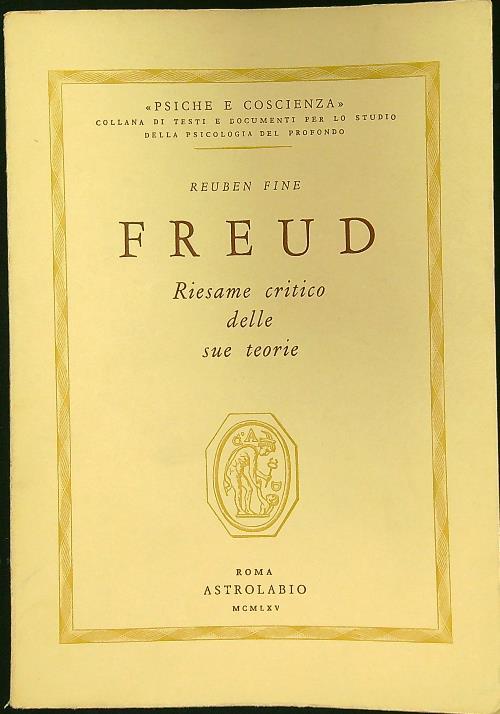 «PSICHE E COSCIENZA»
COLLANA DI TESTI E DOCUMENTI PER LO STUDIO
DELLA PSICOLOGIA DEL PROFONDO
REUBEN FINE
FREUD
Riesame critico
delle
sue teorie
ROMA
ASTROLABIO
MCMLXV